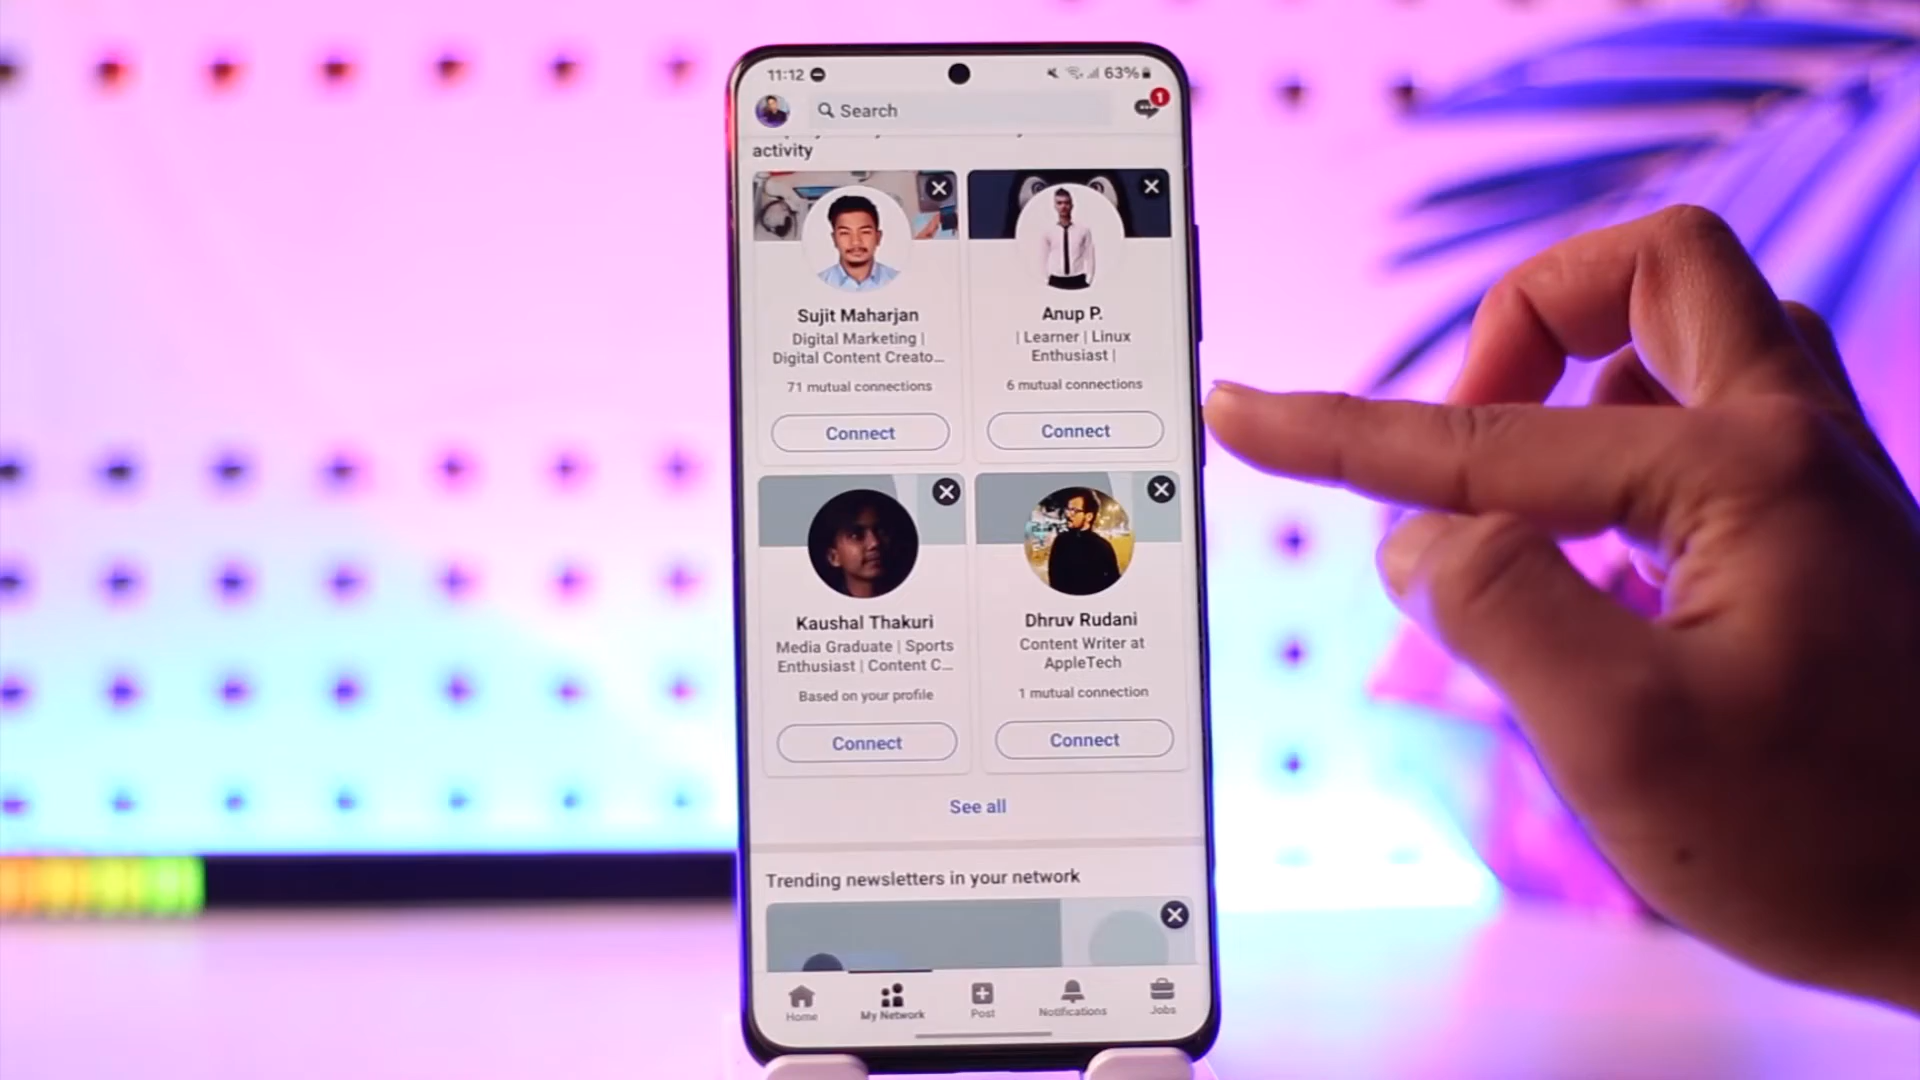 11:12
63%
Search
1
activity
Sujit Maharjan
Digital Marketing |
Digital Content Creato...
71 mutual connections
Connect
Anup P.
| Learner | Linux
Enthusiast |
6 mutual connections
Connect
Kaushal Thakuri
Media Graduate | Sports
Enthusiast | Content C...
Based on your profile
Connect
Dhruv Rudani
Content Writer at
AppleTech
1 mutual connection
Connect
See all
Trending newsletters in your network
Home
My Network
Post
Notifications
Jobs